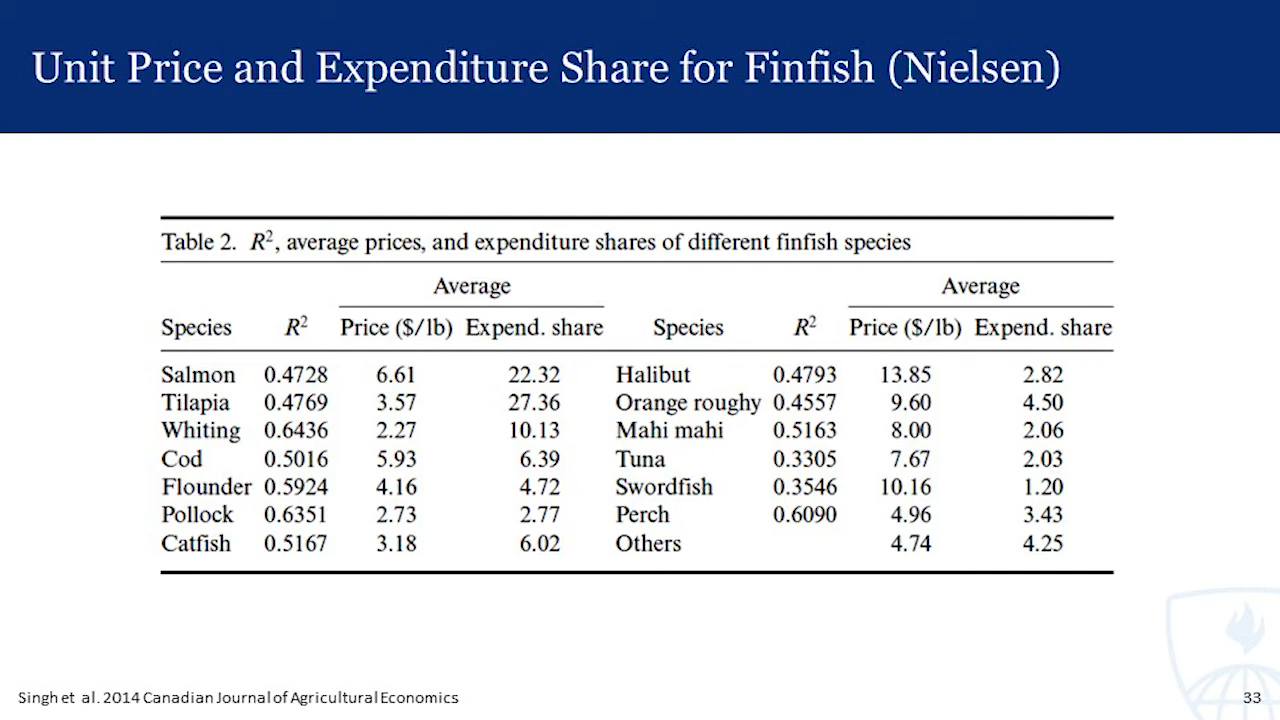 Unit Price and Expenditure Share for Finfish (Nielsen)
Table 2. R², average prices, and expenditure shares of different finfish species
Average Average
Species R² Price ($/lb) Expend. share Species R² Price ($/lb) Expend. share
Salmon 0.4728 6.61 22.32 Halibut 0.4793 13.85 2.82
Tilapia 0.4769 3.57 27.36 Orange roughy 0.4557 9.60 4.50
Whiting 0.6436 2.27 10.13 Mahi mahi 0.5163 8.00 2.06
Cod 0.5016 5.93 6.39 Tuna 0.3305 7.67 2.03
Flounder 0.5924 4.16 4.72 Swordfish 0.3546 10.16 1.20
Pollock 0.6351 2.73 2.77 Perch 0.6090 4.96 3.43
Catfish 0.5167 3.18 6.02 Others 4.74 4.25
Singh et al. 2014 Canadian Journal of Agricultural Economics
33